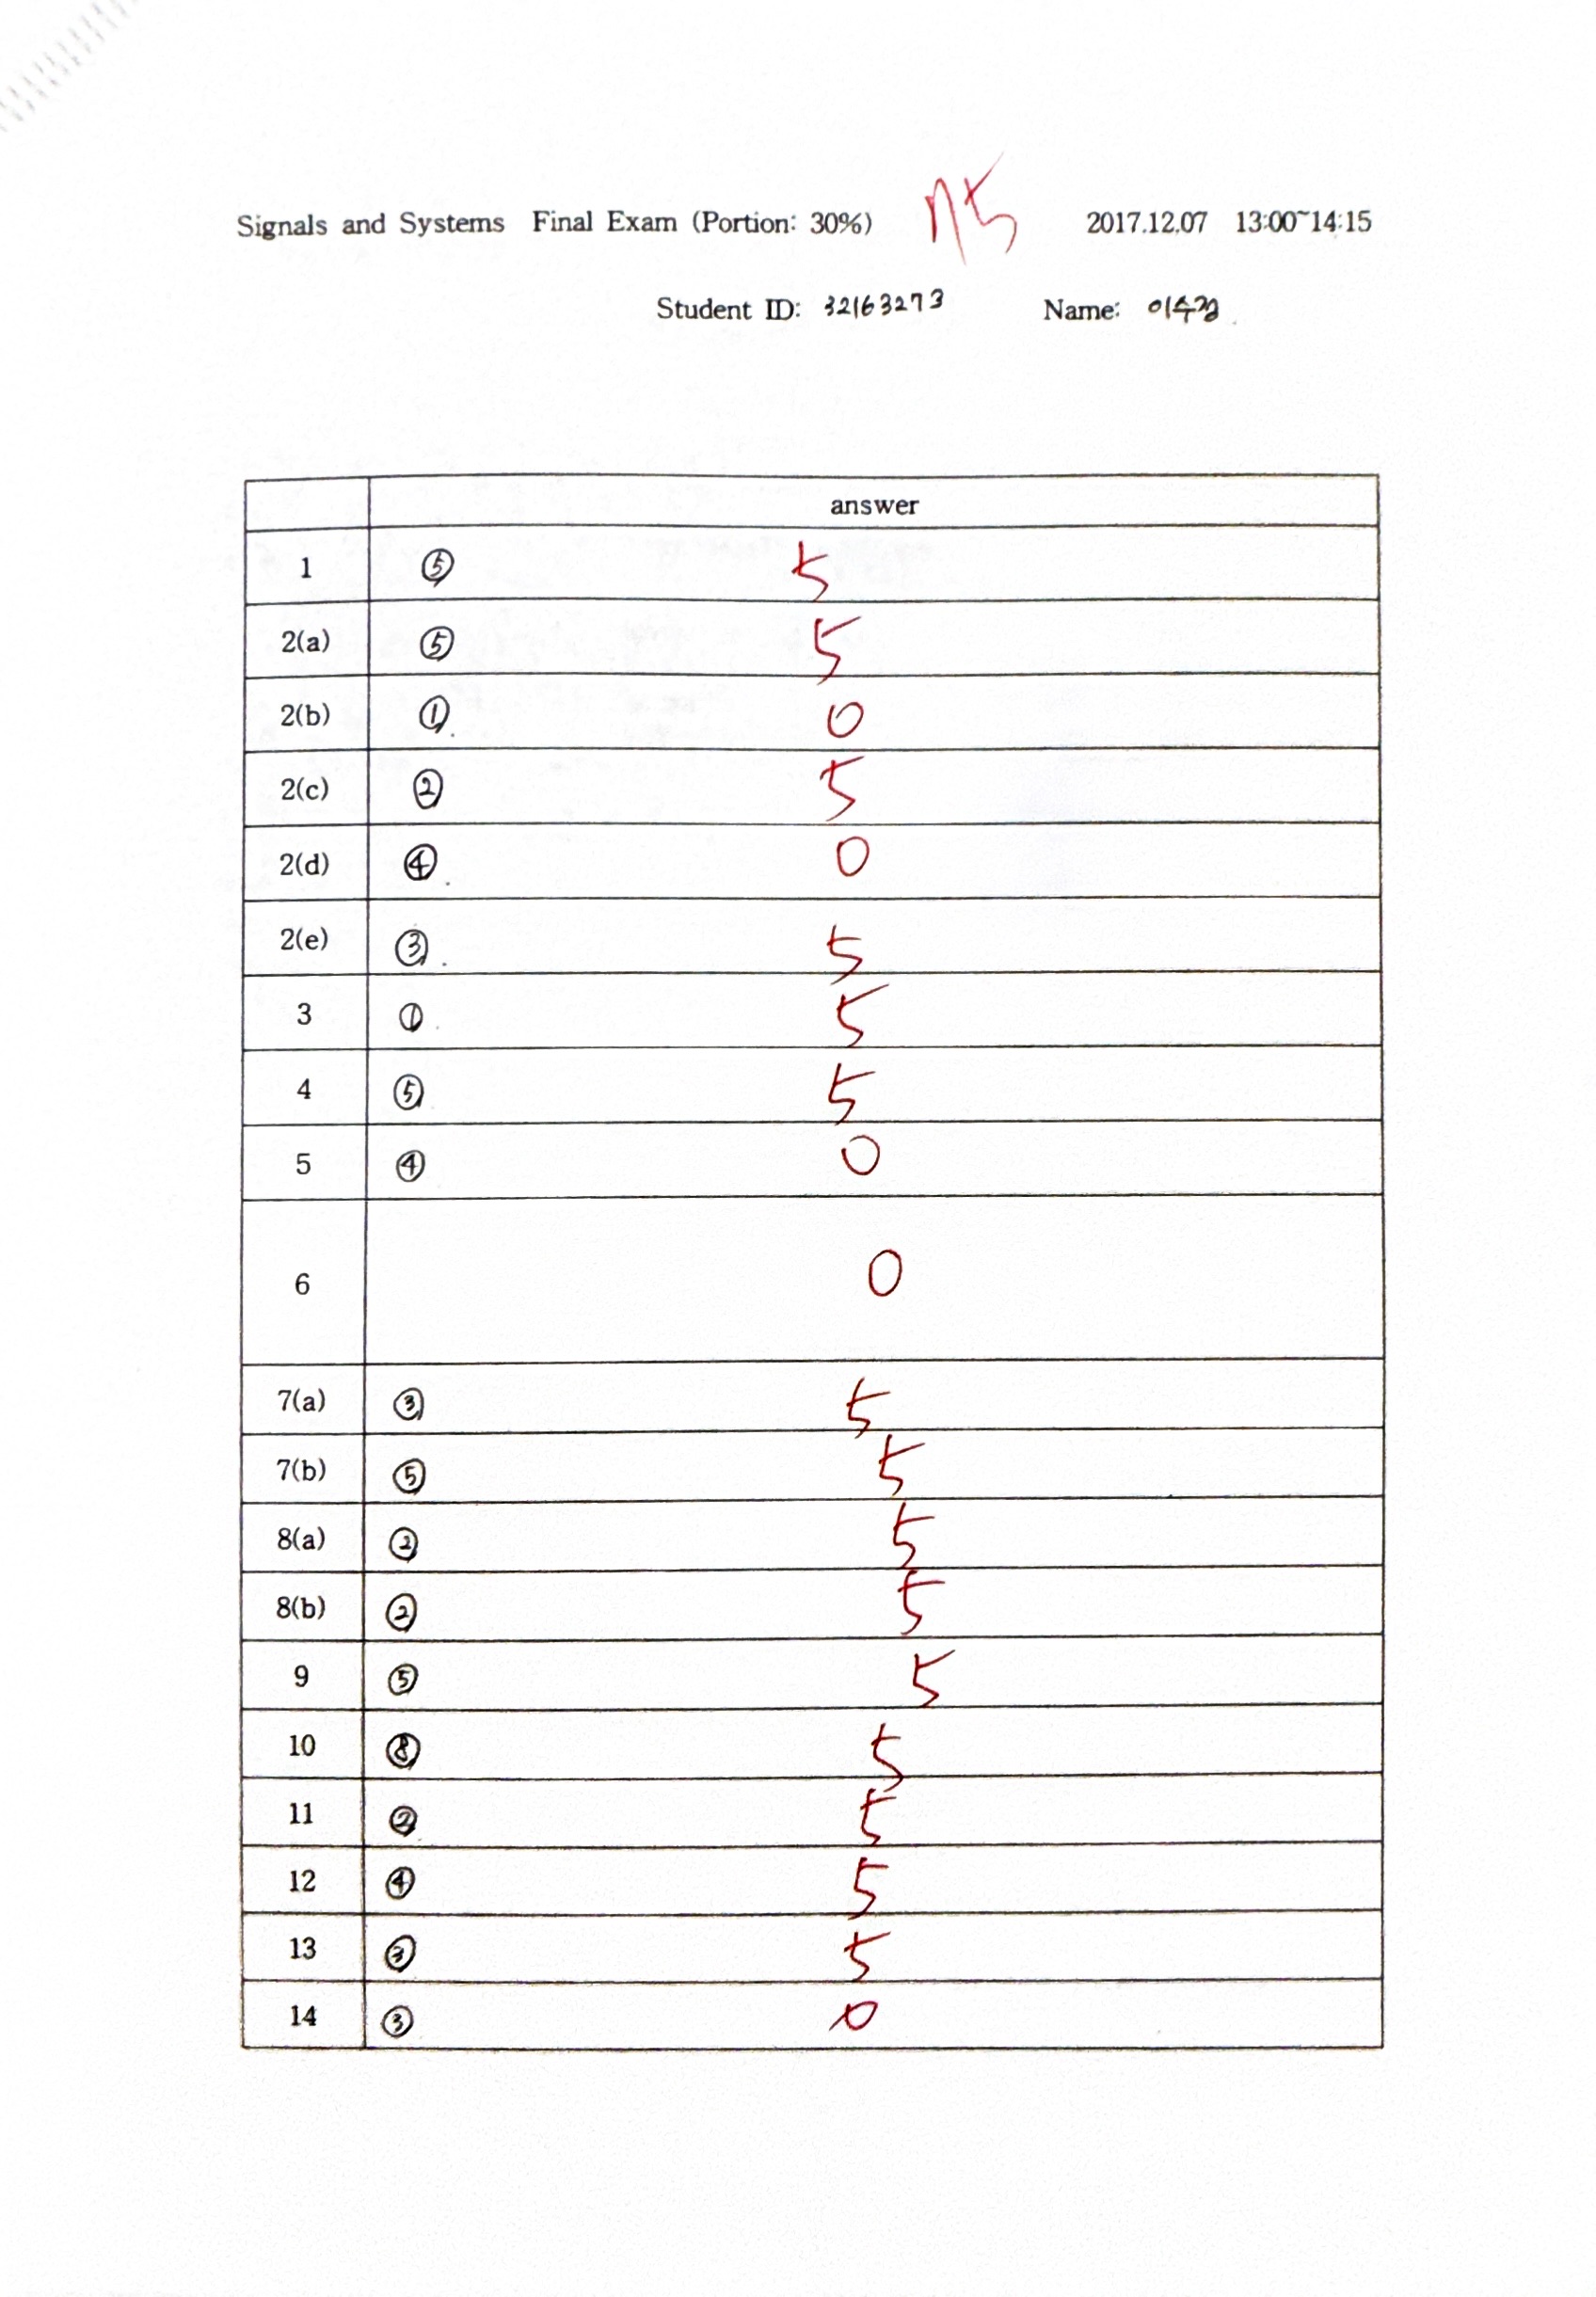 Signals and Systems Final Exam (Portion: 30%) 75 2017.12.07 13:00~14:15
Student ID: 32163273 Name: 이수정
answer
1 ⑤ 5
2(a) ⑤ 5
2(b) ① 0
2(c) ② 5
2(d) ④ 0
2(e) ③ 5
3 ① 5
4 ⑤ 5
5 ④ 0
6 0
7(a) ③ 5
7(b) ⑤ 5
8(a) ② 5
8(b) ② 5
9 ⑤ 5
10 ⑧ 5
11 ② 5
12 ④ 5
13 ③ 5
14 ③ 0